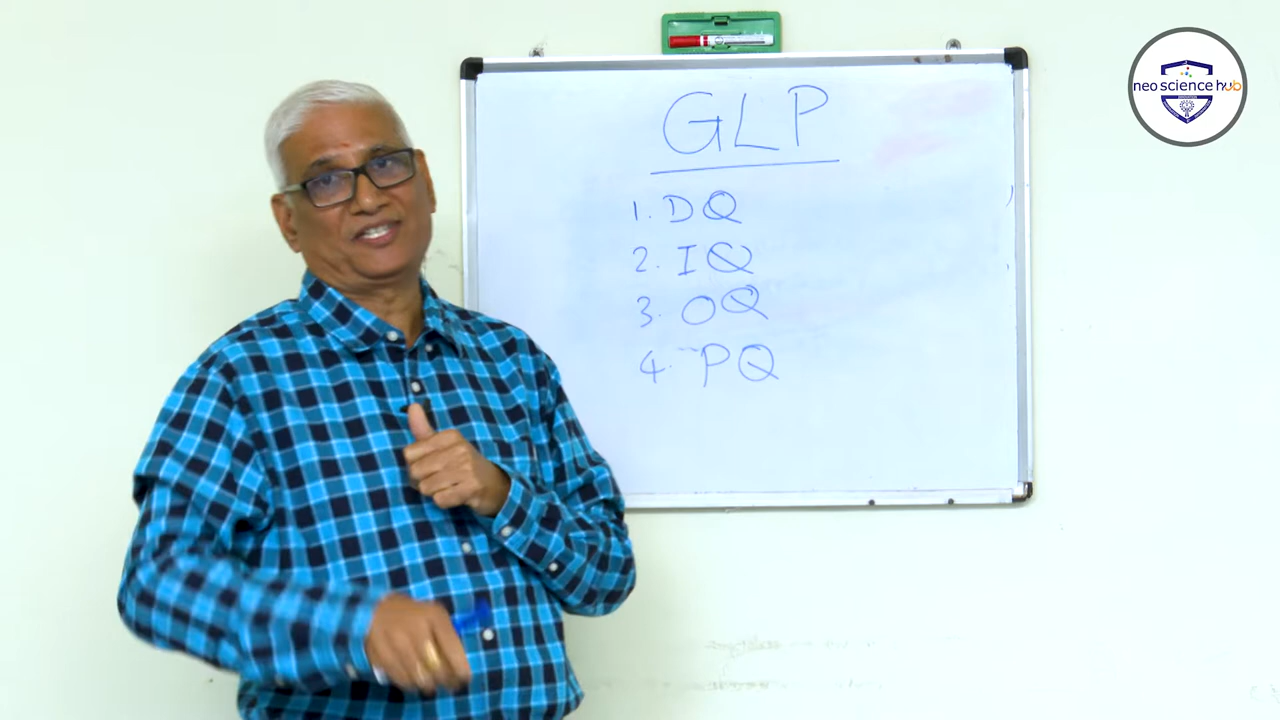 GLP
1. DQ
2. IQ
3. OQ
4. PQ
neo science hub